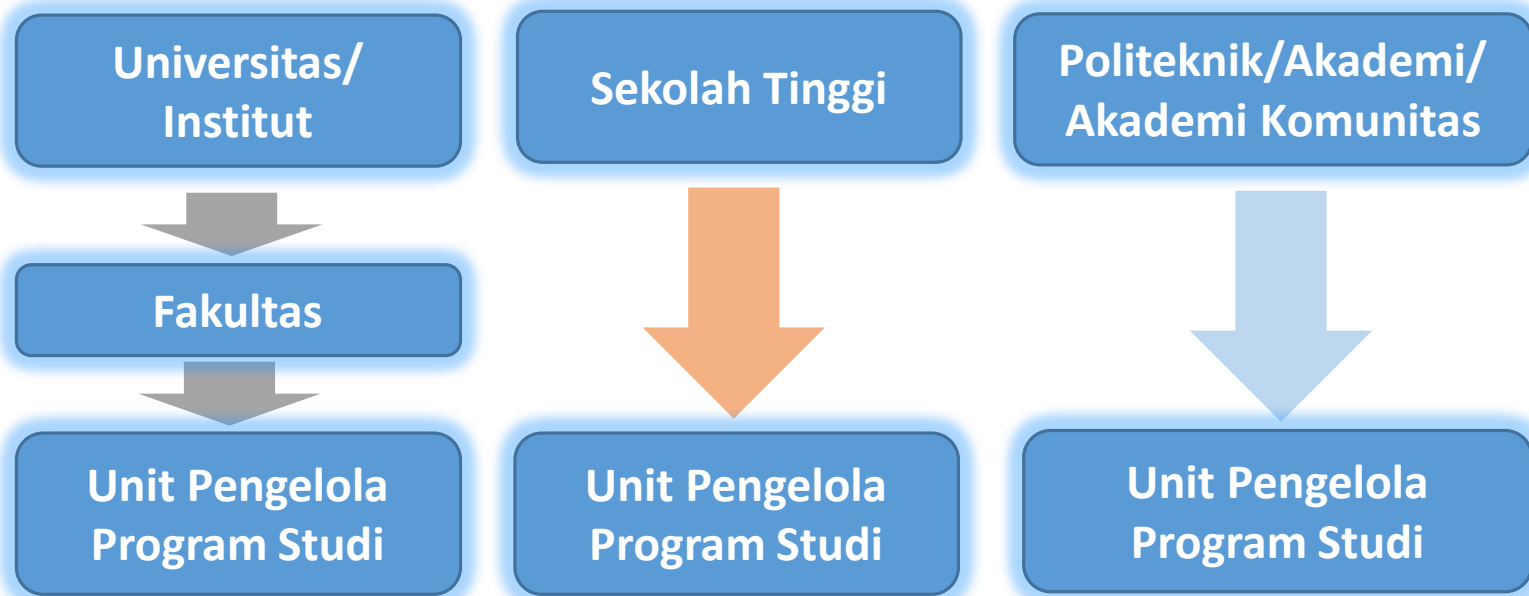 Universitas/
Institut
Sekolah Tinggi
Politeknik/Akademi/
Akademi Komunitas
Fakultas
Unit Pengelola
Program Studi
Unit Pengelola
Program Studi
Unit Pengelola
Program Studi